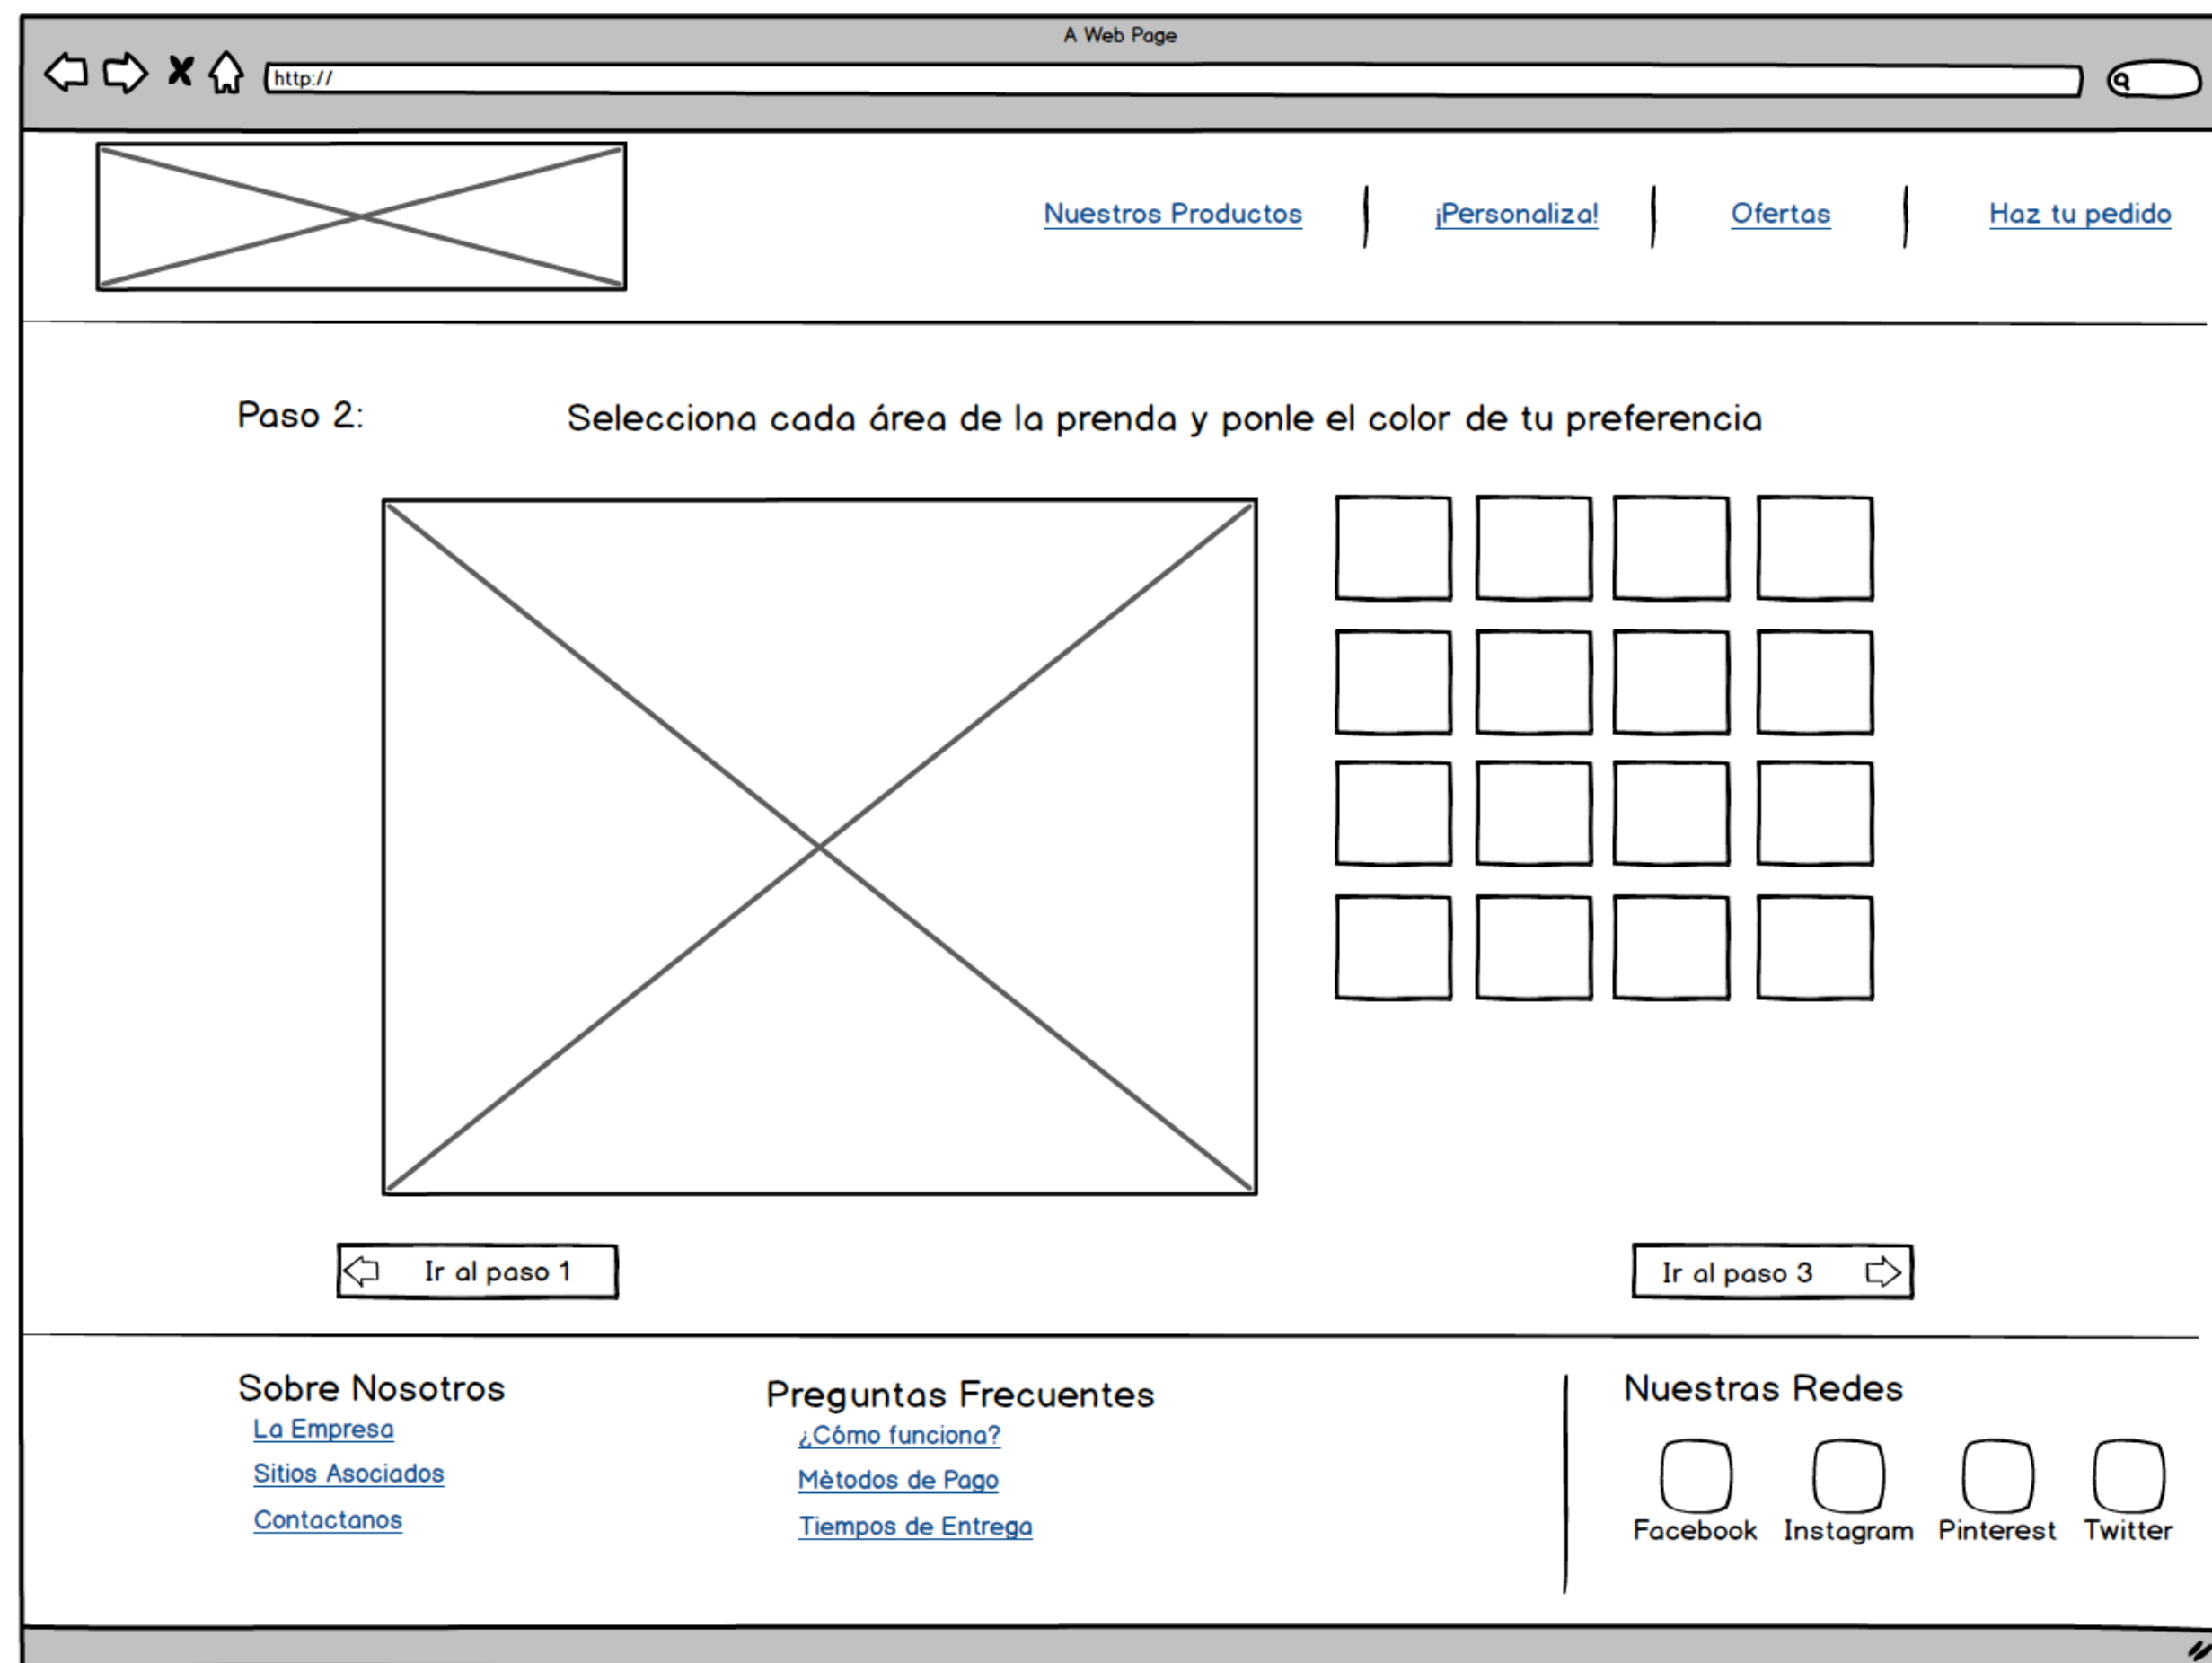 A Web Page
http://
Nuestros Productos
¡Personaliza!
Ofertas
Haz tu pedido
Paso 2:
Selecciona cada área de la prenda y ponle el color de tu preferencia
Ir al paso 1
Ir al paso 3
Sobre Nosotros
La Empresa
Sitios Asociados
Contactanos
Preguntas Frecuentes
¿Cómo funciona?
Mètodos de Pago
Tiempos de Entrega
Nuestras Redes
Facebook
Instagram
Pinterest
Twitter